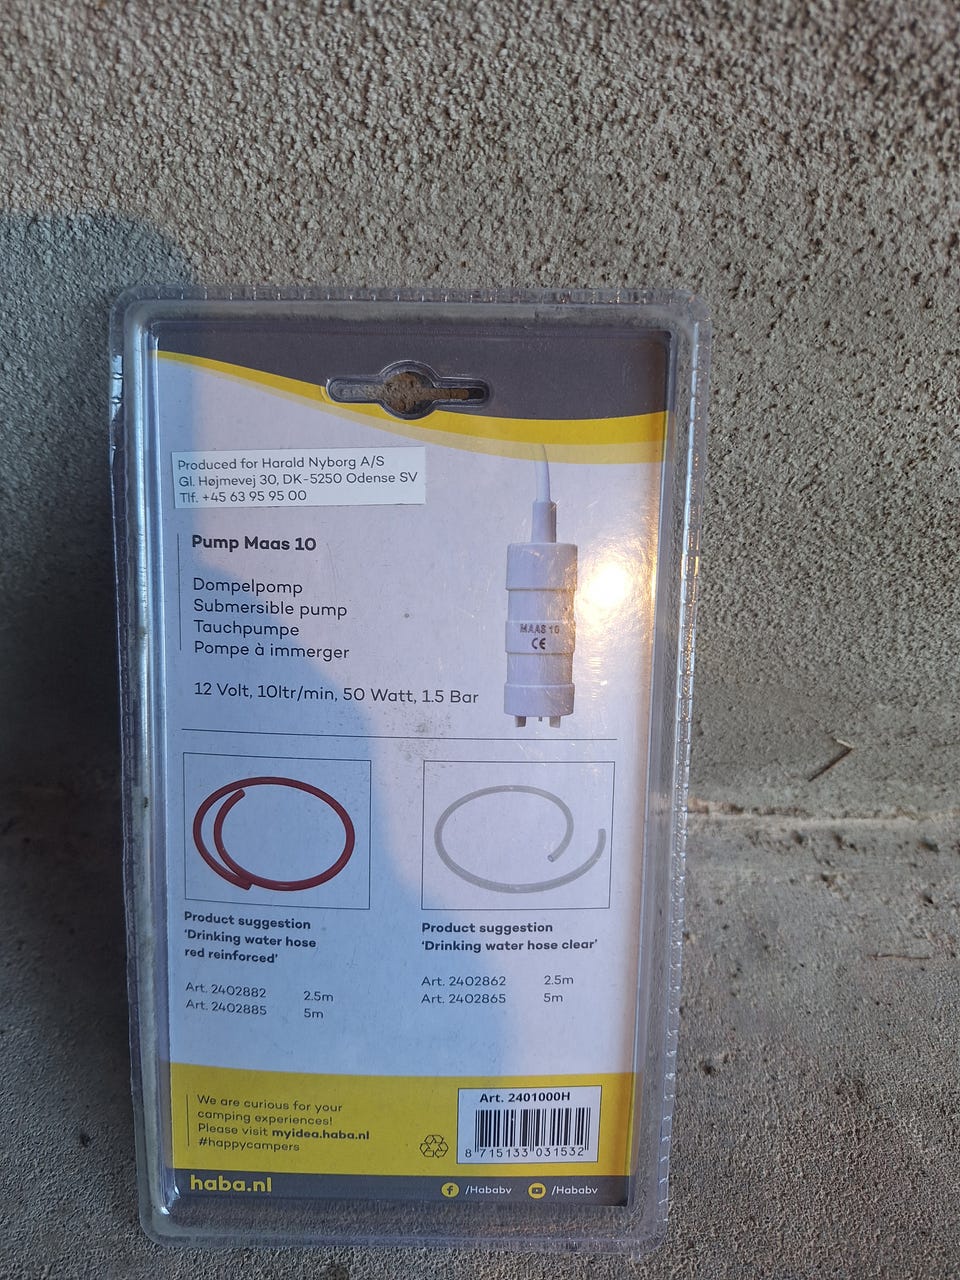 Produced for Harald Nyborg A/S
Gl. Højmevej 30, DK-5250 Odense SV
Tlf. +45 63 95 95 00
Pump Maas 10
Dompelpomp
Submersible pump
Tauchpumpe
Pompe à immerger
12 Volt, 10ltr/min, 50 Watt, 1.5 Bar
MAAS 10
CE
Product suggestion
'Drinking water hose
red reinforced'
Art. 2402882 2.5m
Art. 2402885 5m
Product suggestion
'Drinking water hose clear'
Art. 2402862 2.5m
Art. 2402865 5m
We are curious for your
camping experiences!
Please visit myidea.haba.nl
#happycampers
Art. 2401000H
8 715133 031532
haba.nl
/Hababv
/Hababv